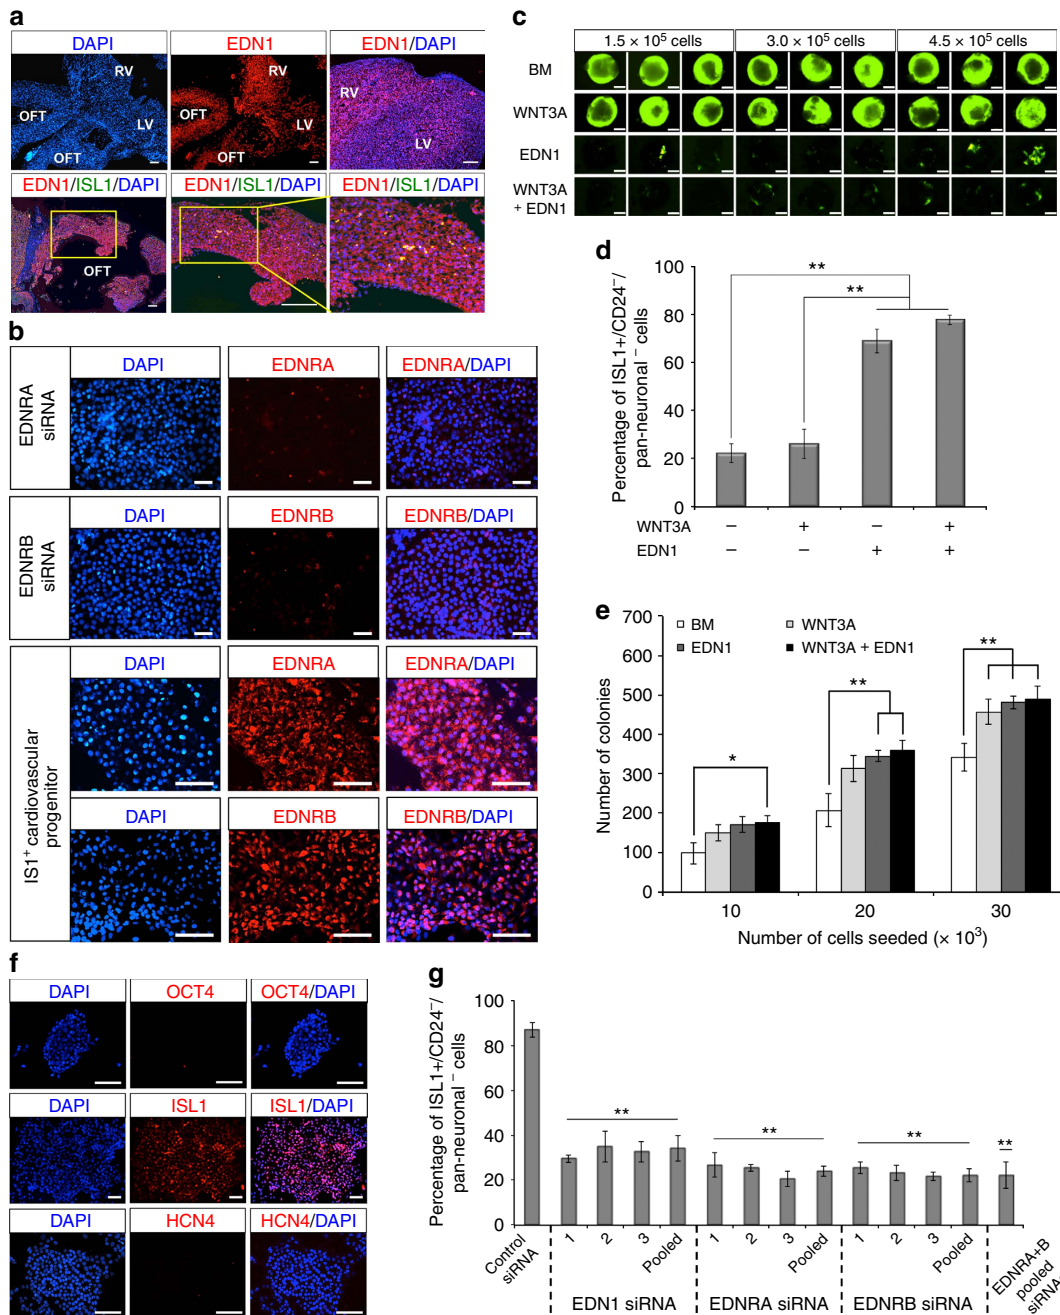 a
DAPI
EDN1
EDN1/DAPI
RV
OFT
LV
OFT
RV
OFT
LV
OFT
RV
LV
EDN1/ISL1/DAPI
EDN1/ISL1/DAPI
EDN1/ISL1/DAPI
OFT
b
EDNRA siRNA
DAPI
EDNRA
EDNRA/DAPI
EDNRB siRNA
DAPI
EDNRB
EDNRB/DAPI
IS1⁺ cardiovascular progenitor
DAPI
EDNRA
EDNRA/DAPI
DAPI
EDNRB
EDNRB/DAPI
c
1.5 × 10⁵ cells
3.0 × 10⁵ cells
4.5 × 10⁵ cells
BM
WNT3A
EDN1
WNT3A
+ EDN1
d
Percentage of ISL1+/CD24⁻/
pan-neuronal⁻ cells
100
80
60
40
20
0
**
**
WNT3A − + − +
EDN1 − − + +
e
Number of colonies
700
600
500
400
300
200
100
0
BM
WNT3A
EDN1
WNT3A + EDN1
*
**
**
10
20
30
Number of cells seeded (× 10³)
f
DAPI
OCT4
OCT4/DAPI
DAPI
ISL1
ISL1/DAPI
DAPI
HCN4
HCN4/DAPI
g
Percentage of ISL1+/CD24⁻/
pan-neuronal⁻ cells
100
80
60
40
20
0
**
**
**
**
Control
siRNA
1
2
3
Pooled
1
2
3
Pooled
1
2
3
Pooled
EDNRA+B
pooled
siRNA
EDN1 siRNA
EDNRA siRNA
EDNRB siRNA